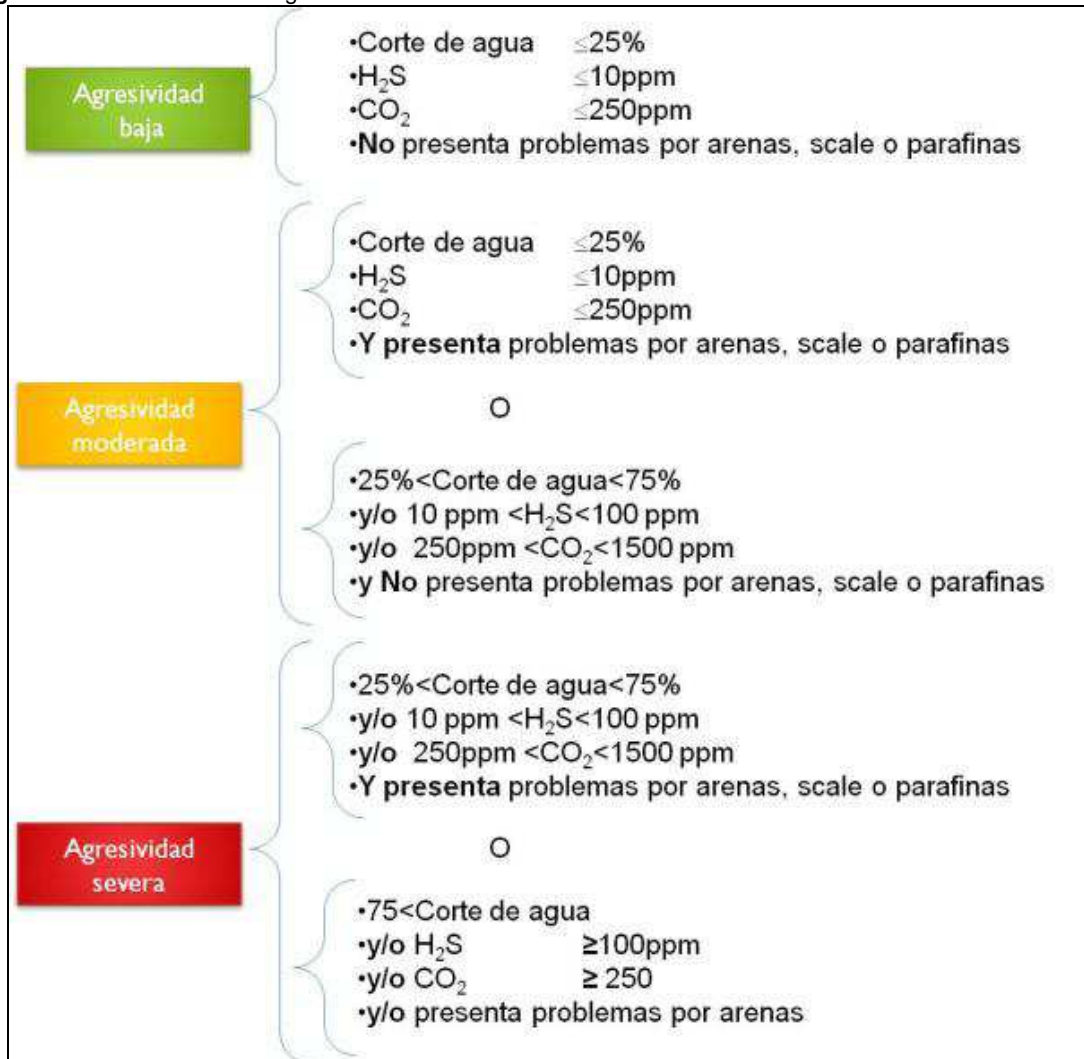 •Corte de agua ≤25%
•H₂S ≤10ppm
•CO₂ ≤250ppm
•No presenta problemas por arenas, scale o parafinas
Agresividad
baja
•Corte de agua ≤25%
•H₂S ≤10ppm
•CO₂ ≤250ppm
•Y presenta problemas por arenas, scale o parafinas
O
Agresividad
moderada
•25%<Corte de agua<75%
•y/o 10 ppm <H₂S<100 ppm
•y/o 250ppm <CO₂<1500 ppm
•y No presenta problemas por arenas, scale o parafinas
•25%<Corte de agua<75%
•y/o 10 ppm <H₂S<100 ppm
•y/o 250ppm <CO₂<1500 ppm
•Y presenta problemas por arenas, scale o parafinas
O
Agresividad
severa
•75<Corte de agua
•y/o H₂S ≥100ppm
•y/o CO₂ ≥ 250
•y/o presenta problemas por arenas